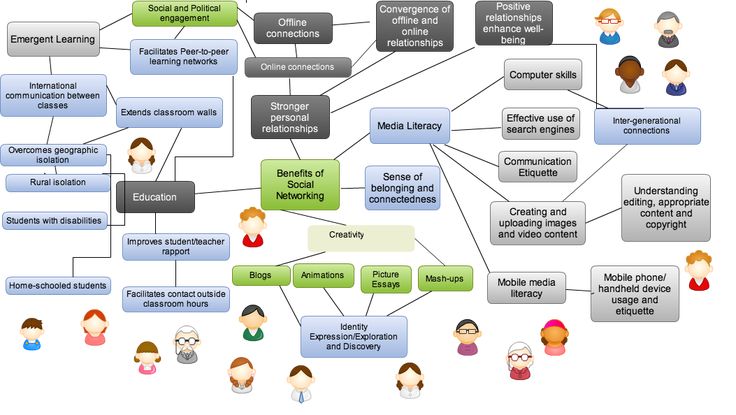 Social and Political
engagement
Offline
connections
Convergence of
offline and
online
relationships
Positive
relationships
enhance well-
being
Emergent Learning
Facilitates Peer-to-peer
learning networks
Online connections
Computer skills
International
communication between
classes
Extends classroom walls
Stronger
personal
relationships
Media Literacy
Effective use of
search engines
Inter-generational
connections
Overcomes geographic
isolation
Communication
Etiquette
Rural isolation
Education
Benefits of
Social
Networking
Sense of
belonging and
connectedness
Understanding
editing, appropriate
content and
copyright
Students with disabilities
Creating and
uploading images
and video content
Creativity
Improves student/teacher
rapport
Blogs
Animations
Picture
Essays
Mash-ups
Home-schooled students
Facilitates contact outside
classroom hours
Mobile media
literacy
Mobile phone/
handheld device
usage and
etiquette
Identity
Expression/Exploration
and Discovery